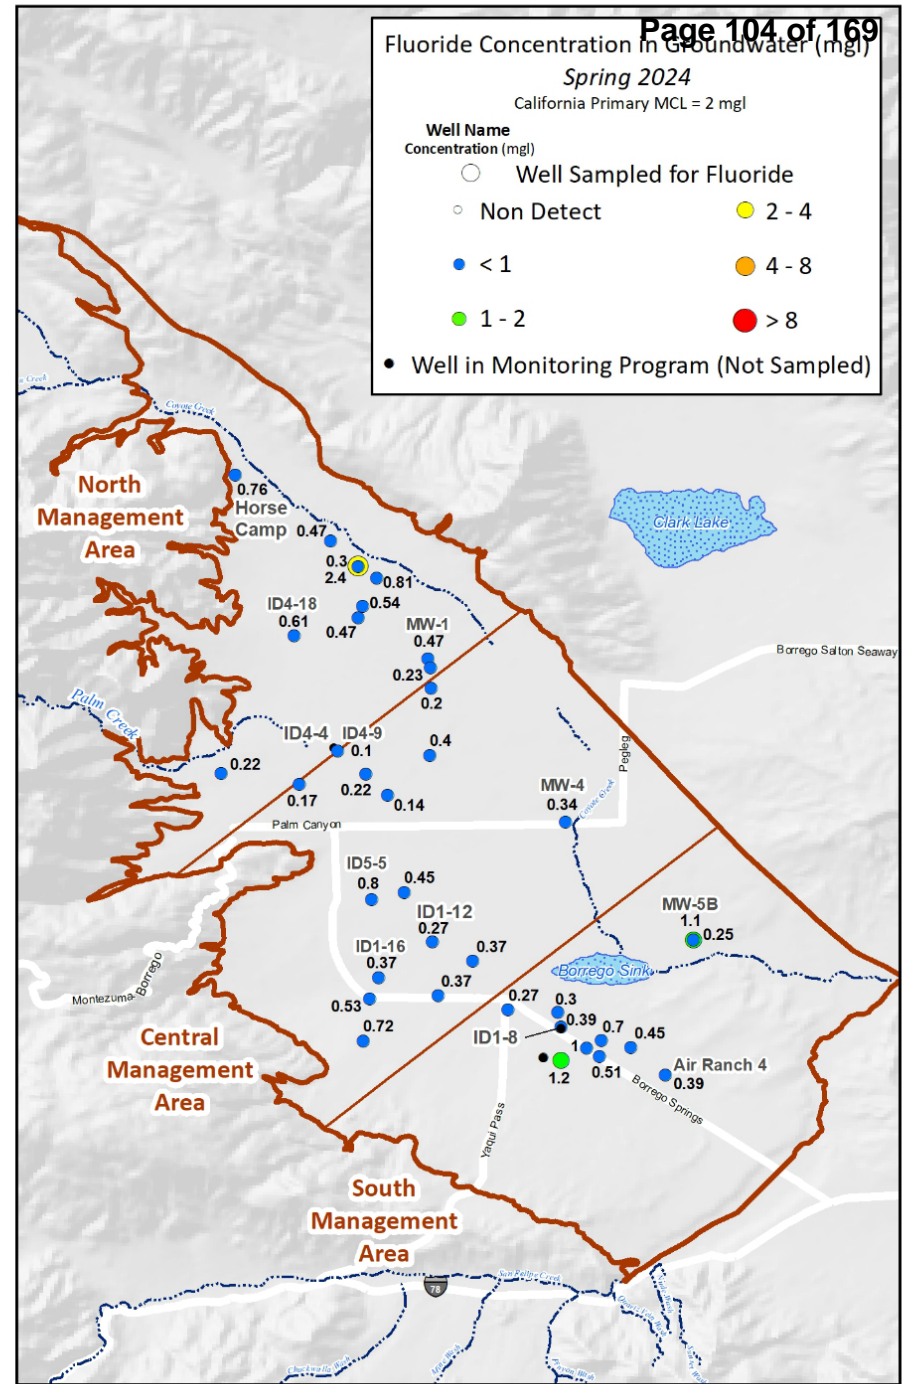 Page 104 of 169
Fluoride Concentration in Groundwater (mgl)
Spring 2024
California Primary MCL = 2 mgl
Well Name
Concentration (mgl)
Well Sampled for Fluoride
Non Detect
2 - 4
< 1
4 - 8
1 - 2
> 8
Well in Monitoring Program (Not Sampled)
Creek
Coyote Creek
North
Management
Area
0.76
Horse
Camp
0.47
Clark Lake
0.3
2.4
0.81
0.54
ID4-18
0.61
0.47
MW-1
0.47
0.23
0.2
Borrego Salton Seaway
Palm Creek
ID4-4
ID4-9
0.1
0.4
Pegleg
0.22
0.22
0.17
0.14
MW-4
0.34
Coyote Creek
Palm Canyon
ID5-5
0.8
0.45
ID1-12
0.27
MW-5B
1.1
0.25
ID1-16
0.37
0.37
0.37
Borrego Sink
Montezuma Borrego
0.53
0.27
0.3
0.39
ID1-8
0.72
1
0.7
0.45
0.51
1.2
Air Ranch 4
0.39
Central
Management
Area
Borrego Springs
Yaqui Pass
South
Management
Area
San Felipe Creek
78